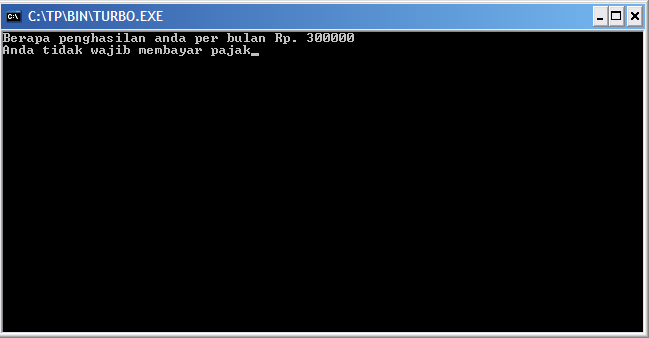 C:\TP\BIN\TURBO.EXE
Berapa penghasilan anda per bulan Rp. 300000
Anda tidak wajib membayar pajak